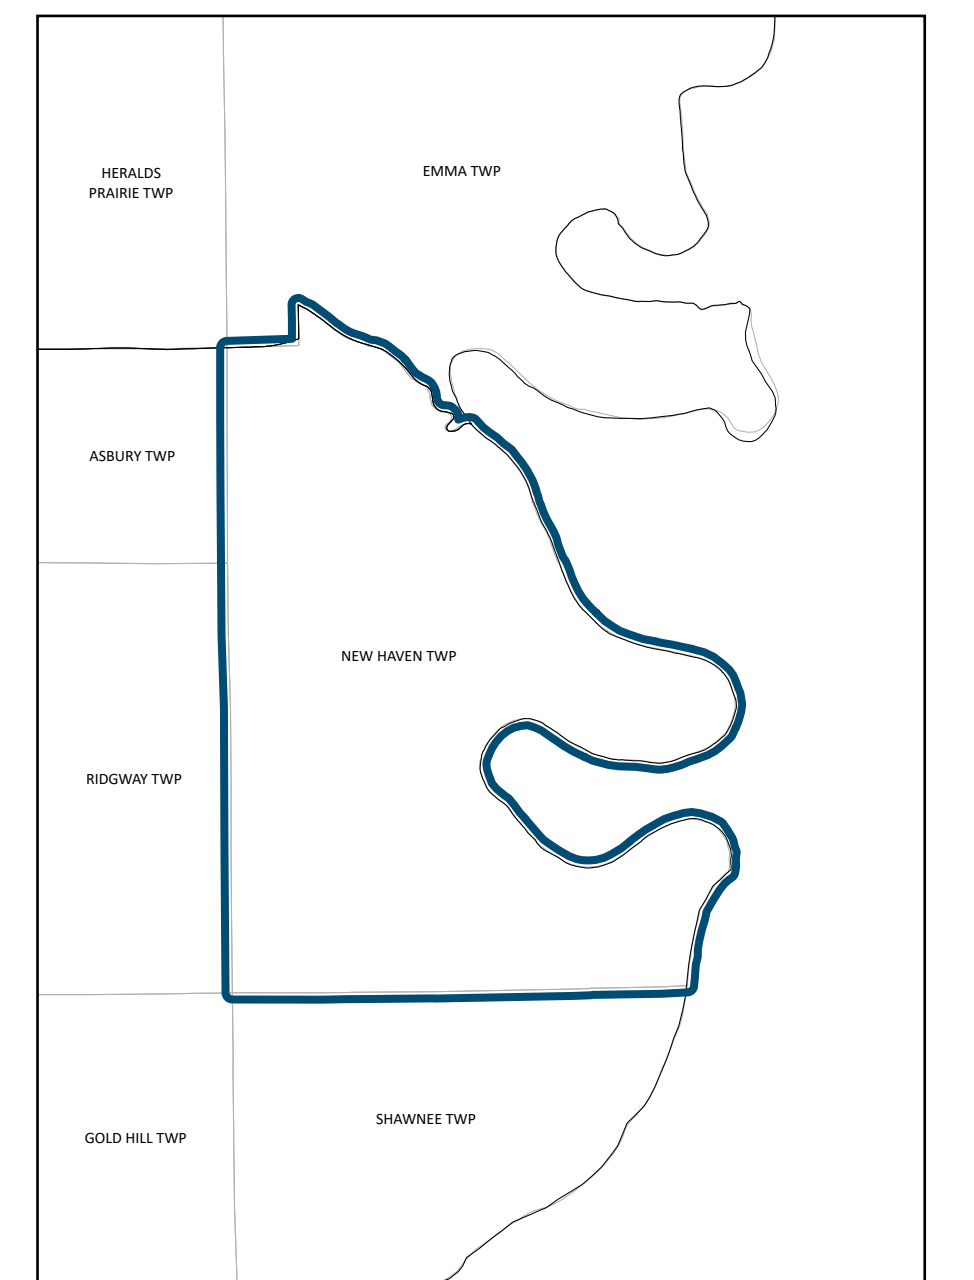 HERALDS
PRAIRIE TWP
EMMA TWP
ASBURY TWP
NEW HAVEN TWP
RIDGWAY TWP
SHAWNEE TWP
GOLD HILL TWP